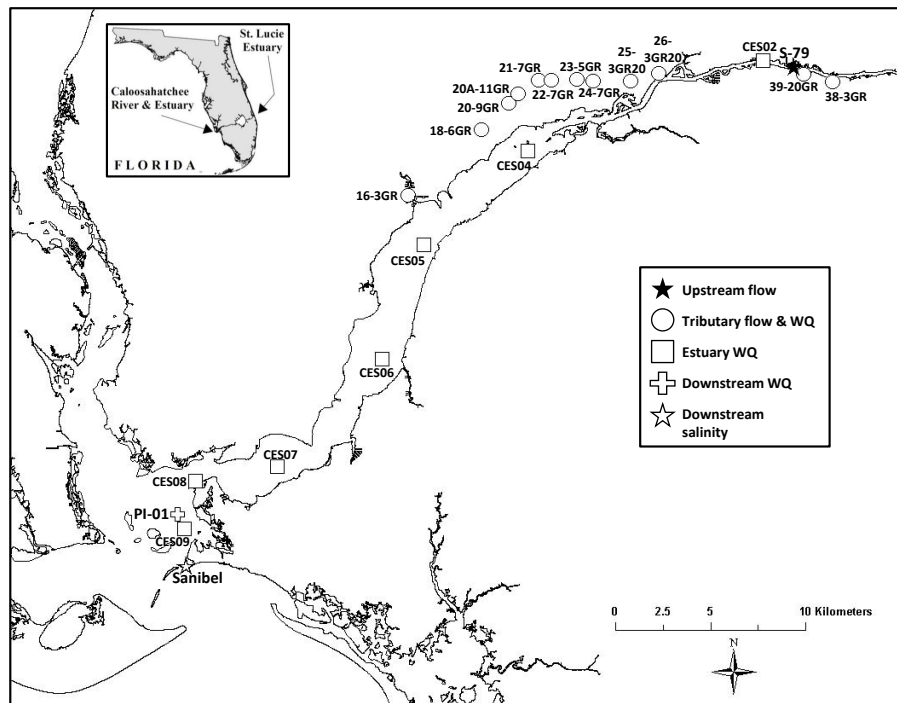 St. Lucie
Estuary
Caloosahatchee
River & Estuary
FLORIDA
26-
3GR20
25-
3GR20
CES02
S-79
39-20GR
38-3GR
21-7GR
23-5GR
22-7GR
24-7GR
20A-11GR
20-9GR
18-6GR
CES04
16-3GR
CES05
Upstream flow
Tributary flow & WQ
Estuary WQ
Downstream WQ
Downstream
salinity
CES06
CES07
CES08
PI-01
CES09
Sanibel
0 2.5 5 10 Kilometers
N